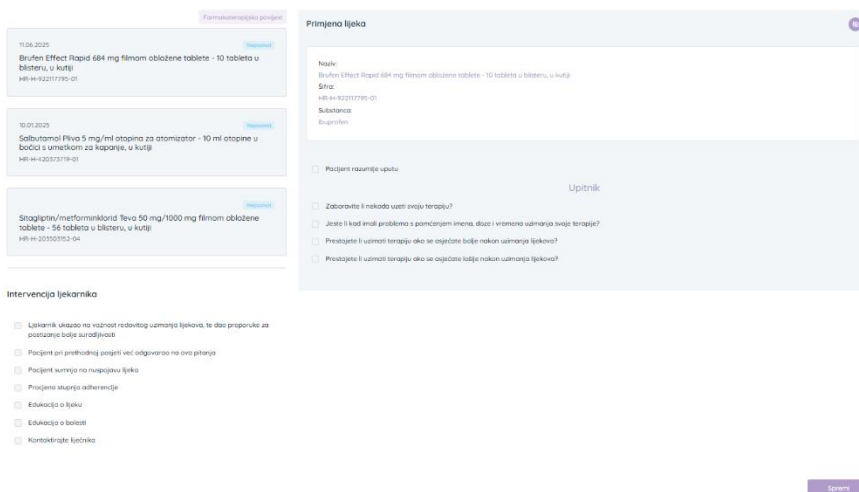 Farmakoterapijska povijest
11.06.2025
Nepoznat
Brufen Effect Rapid 684 mg filmom obložene tablete - 10 tableta u
blisteru, u kutiji
HR-H-922117795-01
10.01.2025
Nepoznat
Salbutamol Pliva 5 mg/ml otopina za atomizator - 10 ml otopine u
bočici s umetkom za kapanje, u kutiji
HR-H-420373719-01
Nepoznat
Sitagliptin/metforminklorid Teva 50 mg/1000 mg filmom obložene
tablete - 56 tableta u blisteru, u kutiji
HR-H-203503152-04
Intervencija ljekarnika
Ljekarnik ukazao na važnost redovitog uzimanja lijekova, te dao preporuke za
postizanje bolje suradljivosti
Pacijent pri prethodnoj posjeti već odgovarao na ova pitanja
Pacijent sumnja na nuspojavu lijeka
Procjena stupnja adherencije
Edukacija o lijeku
Edukacija o bolesti
Kontaktirajte liječnika
Primjena lijeka
Naziv:
Brufen Effect Rapid 684 mg filmom obložene tablete - 10 tableta u blisteru, u kutiji
Šifra:
HR-H-922117795-01
Substanca:
Ibuprofen
Pacijent razumije uputu
Upitnik
Zaboravite li nekada uzeti svoju terapiju?
Jeste li kad imali problema s pamćenjem imena, doze i vremena uzimanja svoje terapije?
Prestajete li uzimati terapiju ako se osjećate bolje nakon uzimanja lijekova?
Prestajete li uzimati terapiju ako se osjećate lošije nakon uzimanja lijekova?
Spremi